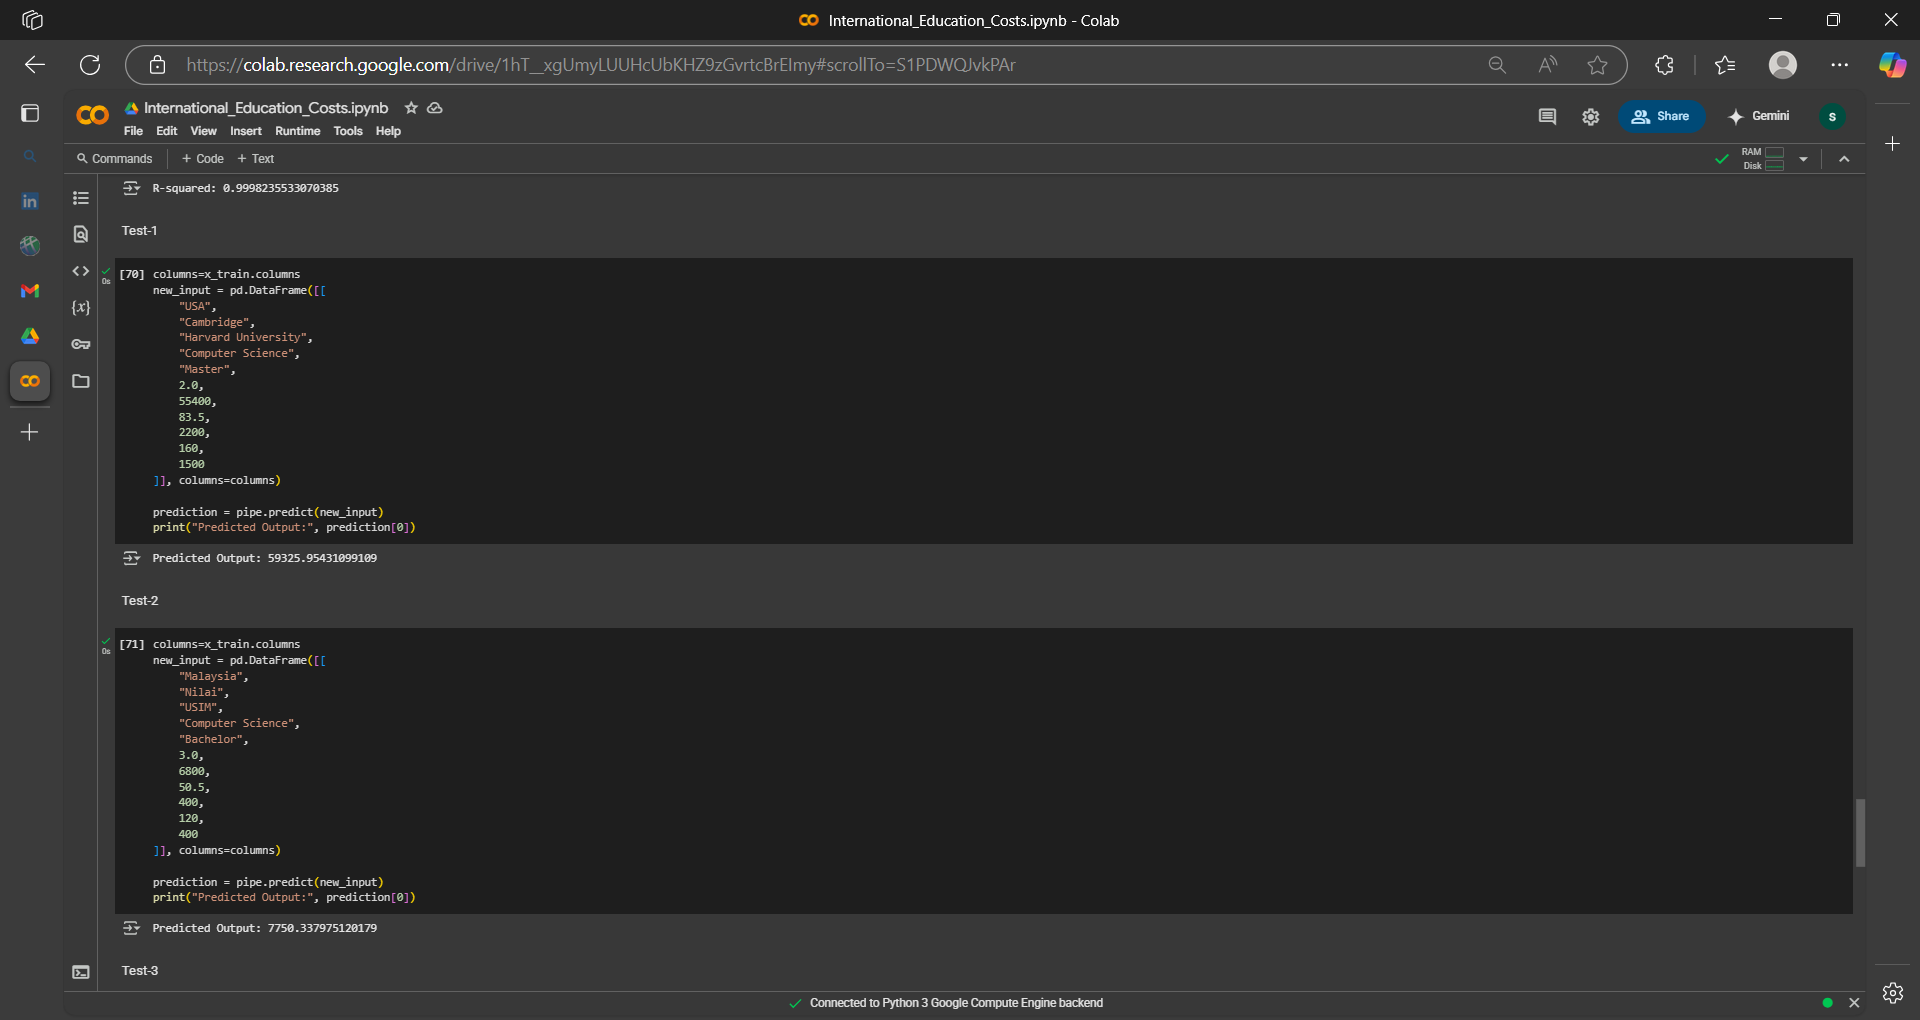 International_Education_Costs.ipynb - Colab
https://colab.research.google.com/drive/1hT__xgUmyLUUHcUbKHZ9zGvrtcBrEImy#scrollTo=S1PDWQJvkPAr
International_Education_Costs.ipynb
File Edit View Insert Runtime Tools Help
Share
Gemini
S
Commands + Code + Text
RAM
Disk
R-squared: 0.9998235533070385
Test-1
[70] columns=x_train.columns
0s
new_input = pd.DataFrame([[
"USA",
"Cambridge",
"Harvard University",
"Computer Science",
"Master",
2.0,
55400,
83.5,
2200,
160,
1500
]], columns=columns)
prediction = pipe.predict(new_input)
print("Predicted Output:", prediction[0])
Predicted Output: 59325.95431099109
Test-2
[71] columns=x_train.columns
0s
new_input = pd.DataFrame([[
"Malaysia",
"Nilai",
"USIM",
"Computer Science",
"Bachelor",
3.0,
6800,
50.5,
400,
120,
400
]], columns=columns)
prediction = pipe.predict(new_input)
print("Predicted Output:", prediction[0])
Predicted Output: 7750.337975120179
Test-3
Connected to Python 3 Google Compute Engine backend